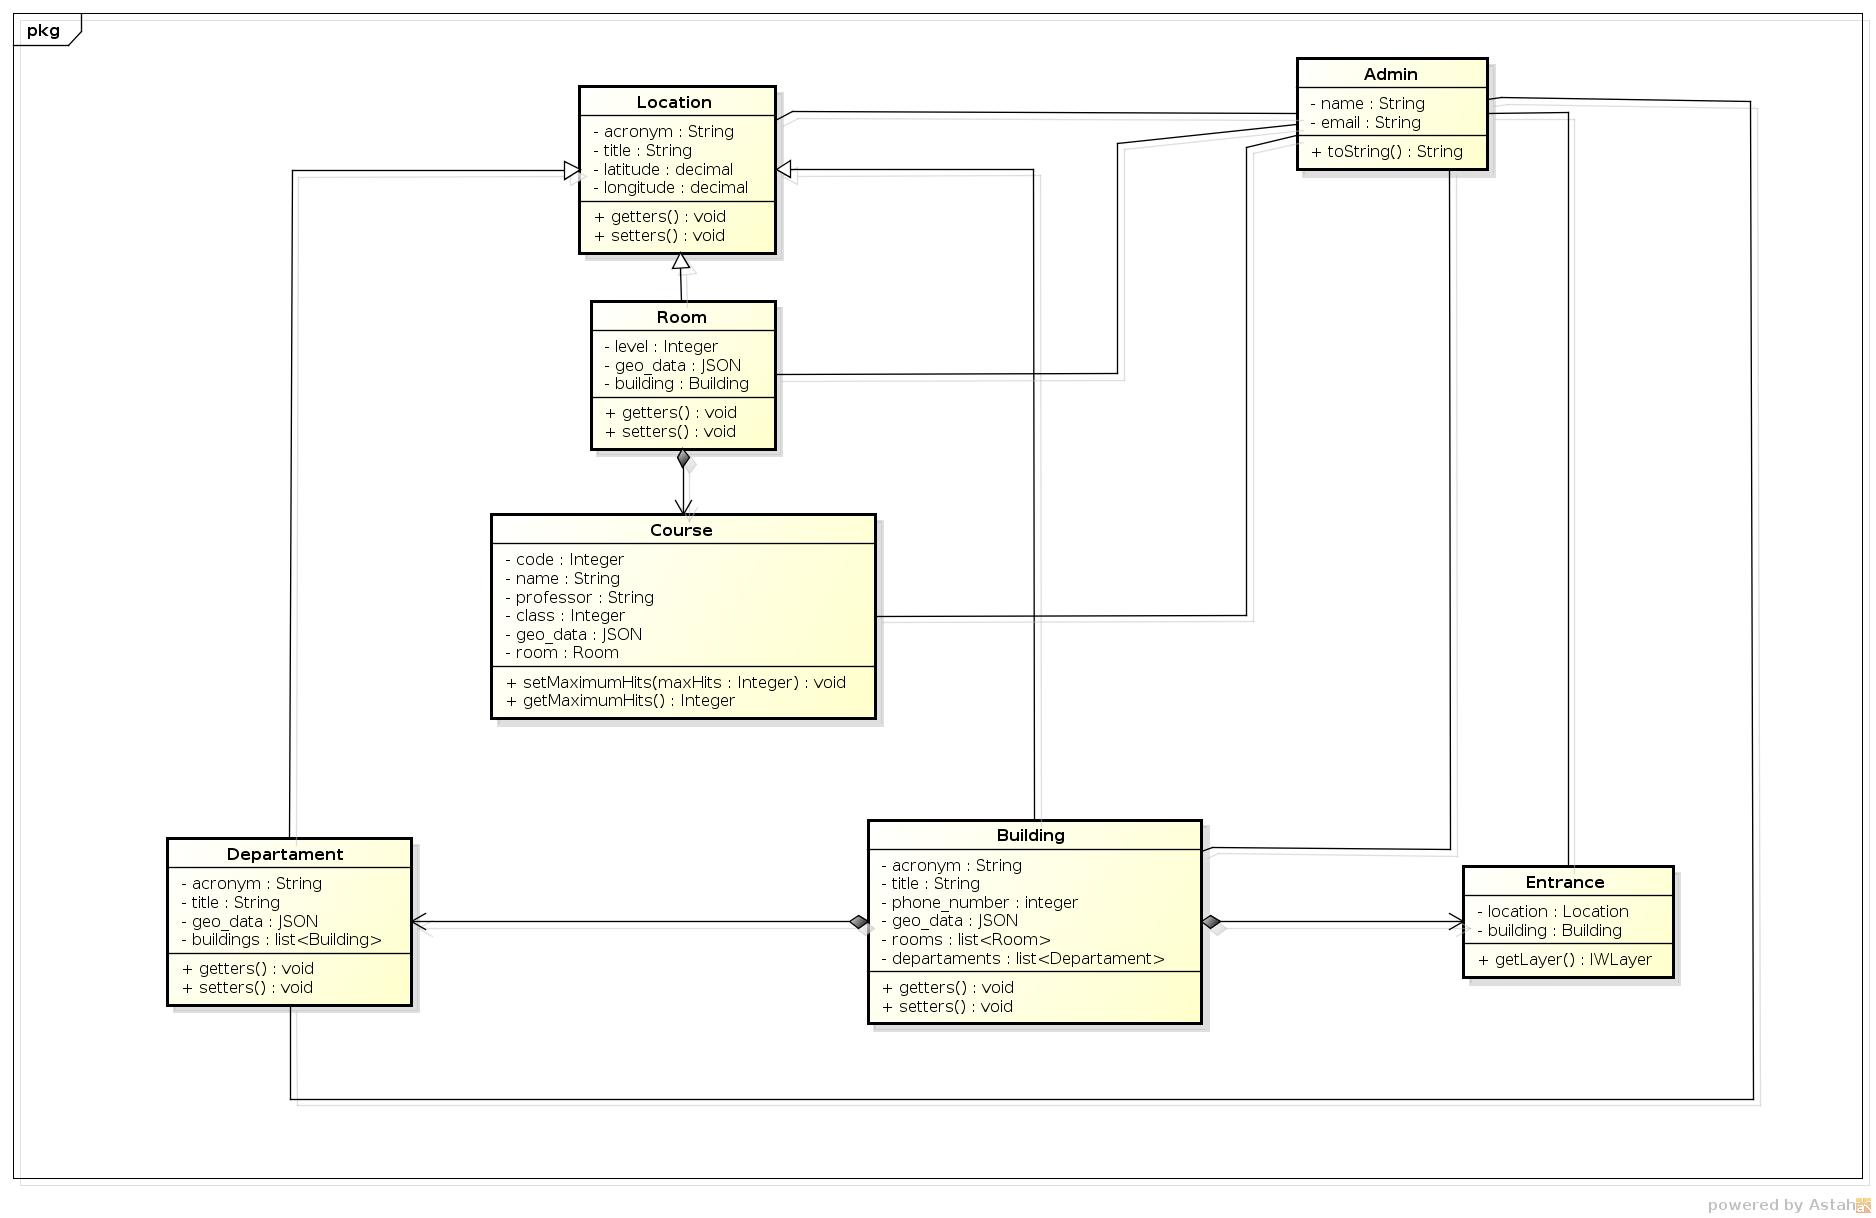 pkg
Location
- acronym : String
- title : String
- latitude : decimal
- longitude : decimal
+ getters() : void
+ setters() : void
Admin
- name : String
- email : String
+ toString() : String
Room
- level : Integer
- geo_data : JSON
- building : Building
+ getters() : void
+ setters() : void
Course
- code : Integer
- name : String
- professor : String
- class : Integer
- geo_data : JSON
- room : Room
+ setMaximumHits(maxHits : Integer) : void
+ getMaximumHits() : Integer
Departament
- acronym : String
- title : String
- geo_data : JSON
- buildings : list<Building>
+ getters() : void
+ setters() : void
Building
- acronym : String
- title : String
- phone_number : integer
- geo_data : JSON
- rooms : list<Room>
- departaments : list<Departament>
+ getters() : void
+ setters() : void
Entrance
- location : Location
- building : Building
+ getLayer() : IWLayer
powered by Astah